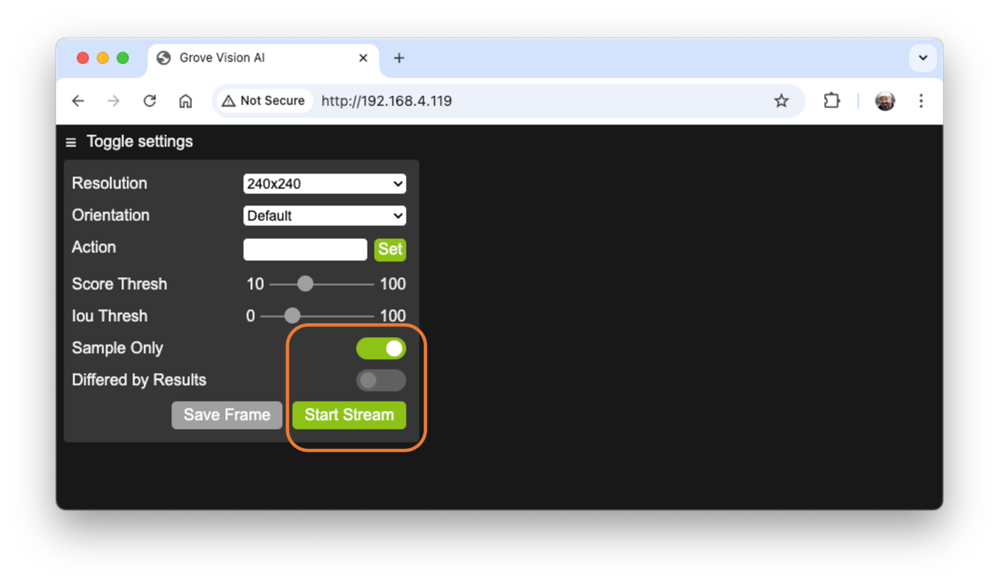 Grove Vision AI
Not Secure http://192.168.4.119
Toggle settings
Resolution 240x240
Orientation Default
Action Set
Score Thresh 10 100
Iou Thresh 0 100
Sample Only
Differed by Results
Save Frame Start Stream